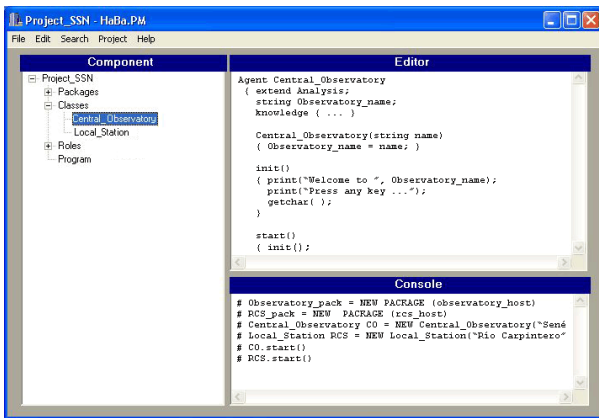 Project_SSN - HaBa.PM
File Edit Search Project Help
Component
Project_SSN
Packages
Classes
Central_Observatory
Local_Station
Roles
Program
Editor
Agent Central_Observatory
{ extend Analysis;
string Observatory_name;
knowledge { ... }
Central_Observatory(string name)
{ Observatory_name = name; }
init()
{ print("Welcome to ", Observatory_name);
print("Press any key ...");
getchar( );
}
start()
{ init();
Console
# Observatory_pack = NEW PACKAGE (observatory_host)
# RCS_pack = NEW PACKAGE (rcs_host)
# Central_Observatory CO = NEW Central_Observatory("Sené
# Local_Station RCS = NEW Local_Station("Río Carpintero"
# CO.start()
# RCS.start()